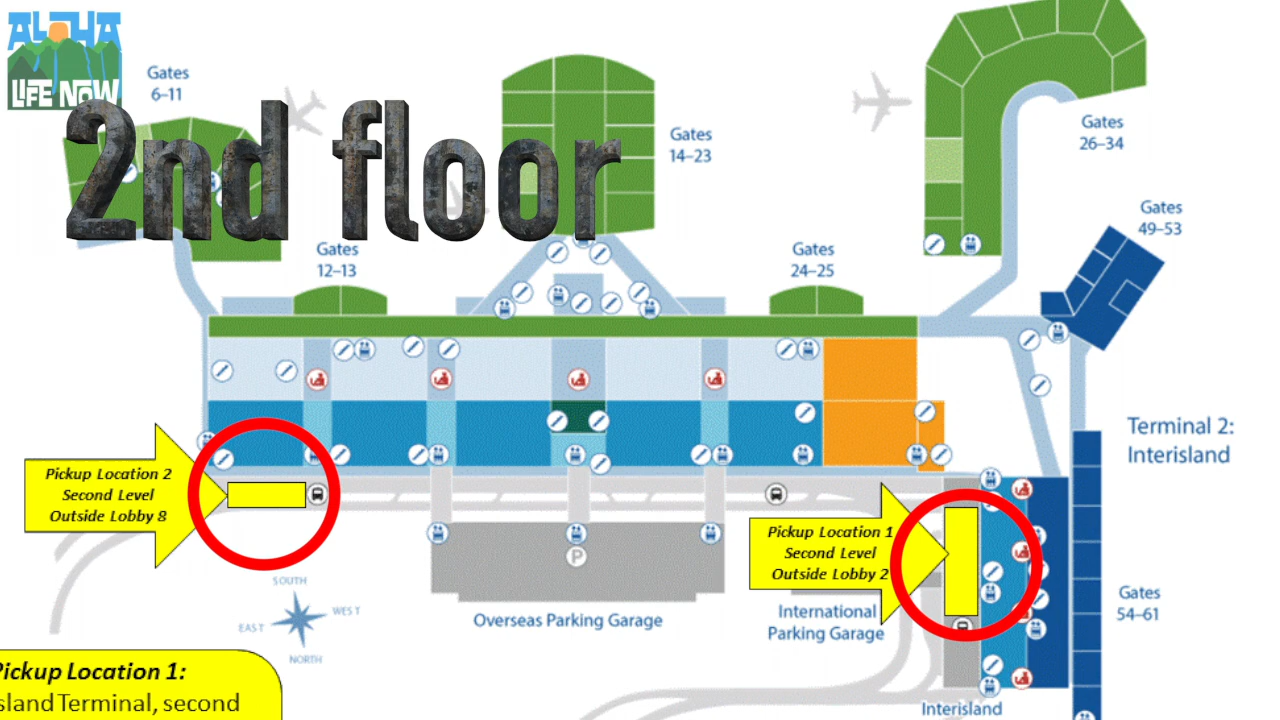 ALOHA
LIFE NOW
Gates
6–11
2nd floor
Gates
14–23
Gates
26–34
Gates
49–53
Gates
12–13
Gates
24–25
Terminal 2:
Interisland
Pickup Location 2
Second Level
Outside Lobby 8
Pickup Location 1
Second Level
Outside Lobby 2
P
SOUTH
WEST
EAST
NORTH
Overseas Parking Garage
International
Parking Garage
Gates
54–61
Pickup Location 1:
sland Terminal, second
Interisland